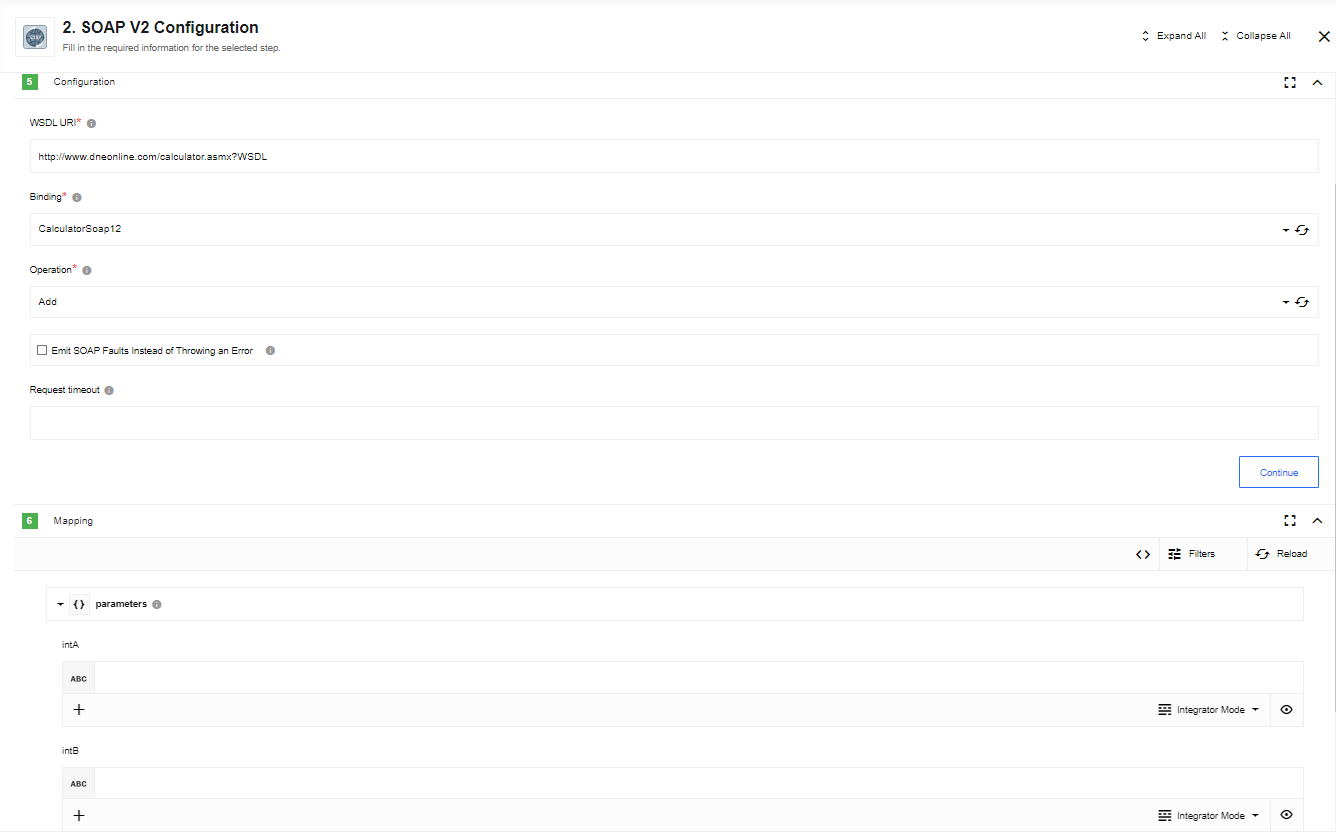 2. SOAP V2 Configuration
Fill in the required information for the selected step.
Expand All
Collapse All
5 Configuration
WSDL URI*
http://www.dneonline.com/calculator.asmx?WSDL
Binding*
CalculatorSoap12
Operation*
Add
Emit SOAP Faults Instead of Throwing an Error
Request timeout
Continue
6 Mapping
Filters
Reload
{} parameters
intA
ABC
Integrator Mode
intB
ABC
Integrator Mode